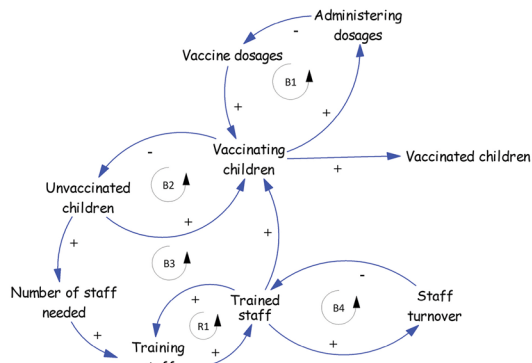 Administering
dosages
-
Vaccine dosages
B1
+
+
Vaccinating
children
Vaccinated children
+
-
B2
Unvaccinated
children
+
+
+
B3
Number of staff
needed
+
Trained
staff
-
B4
Staff
turnover
R1
+
+
Training
+